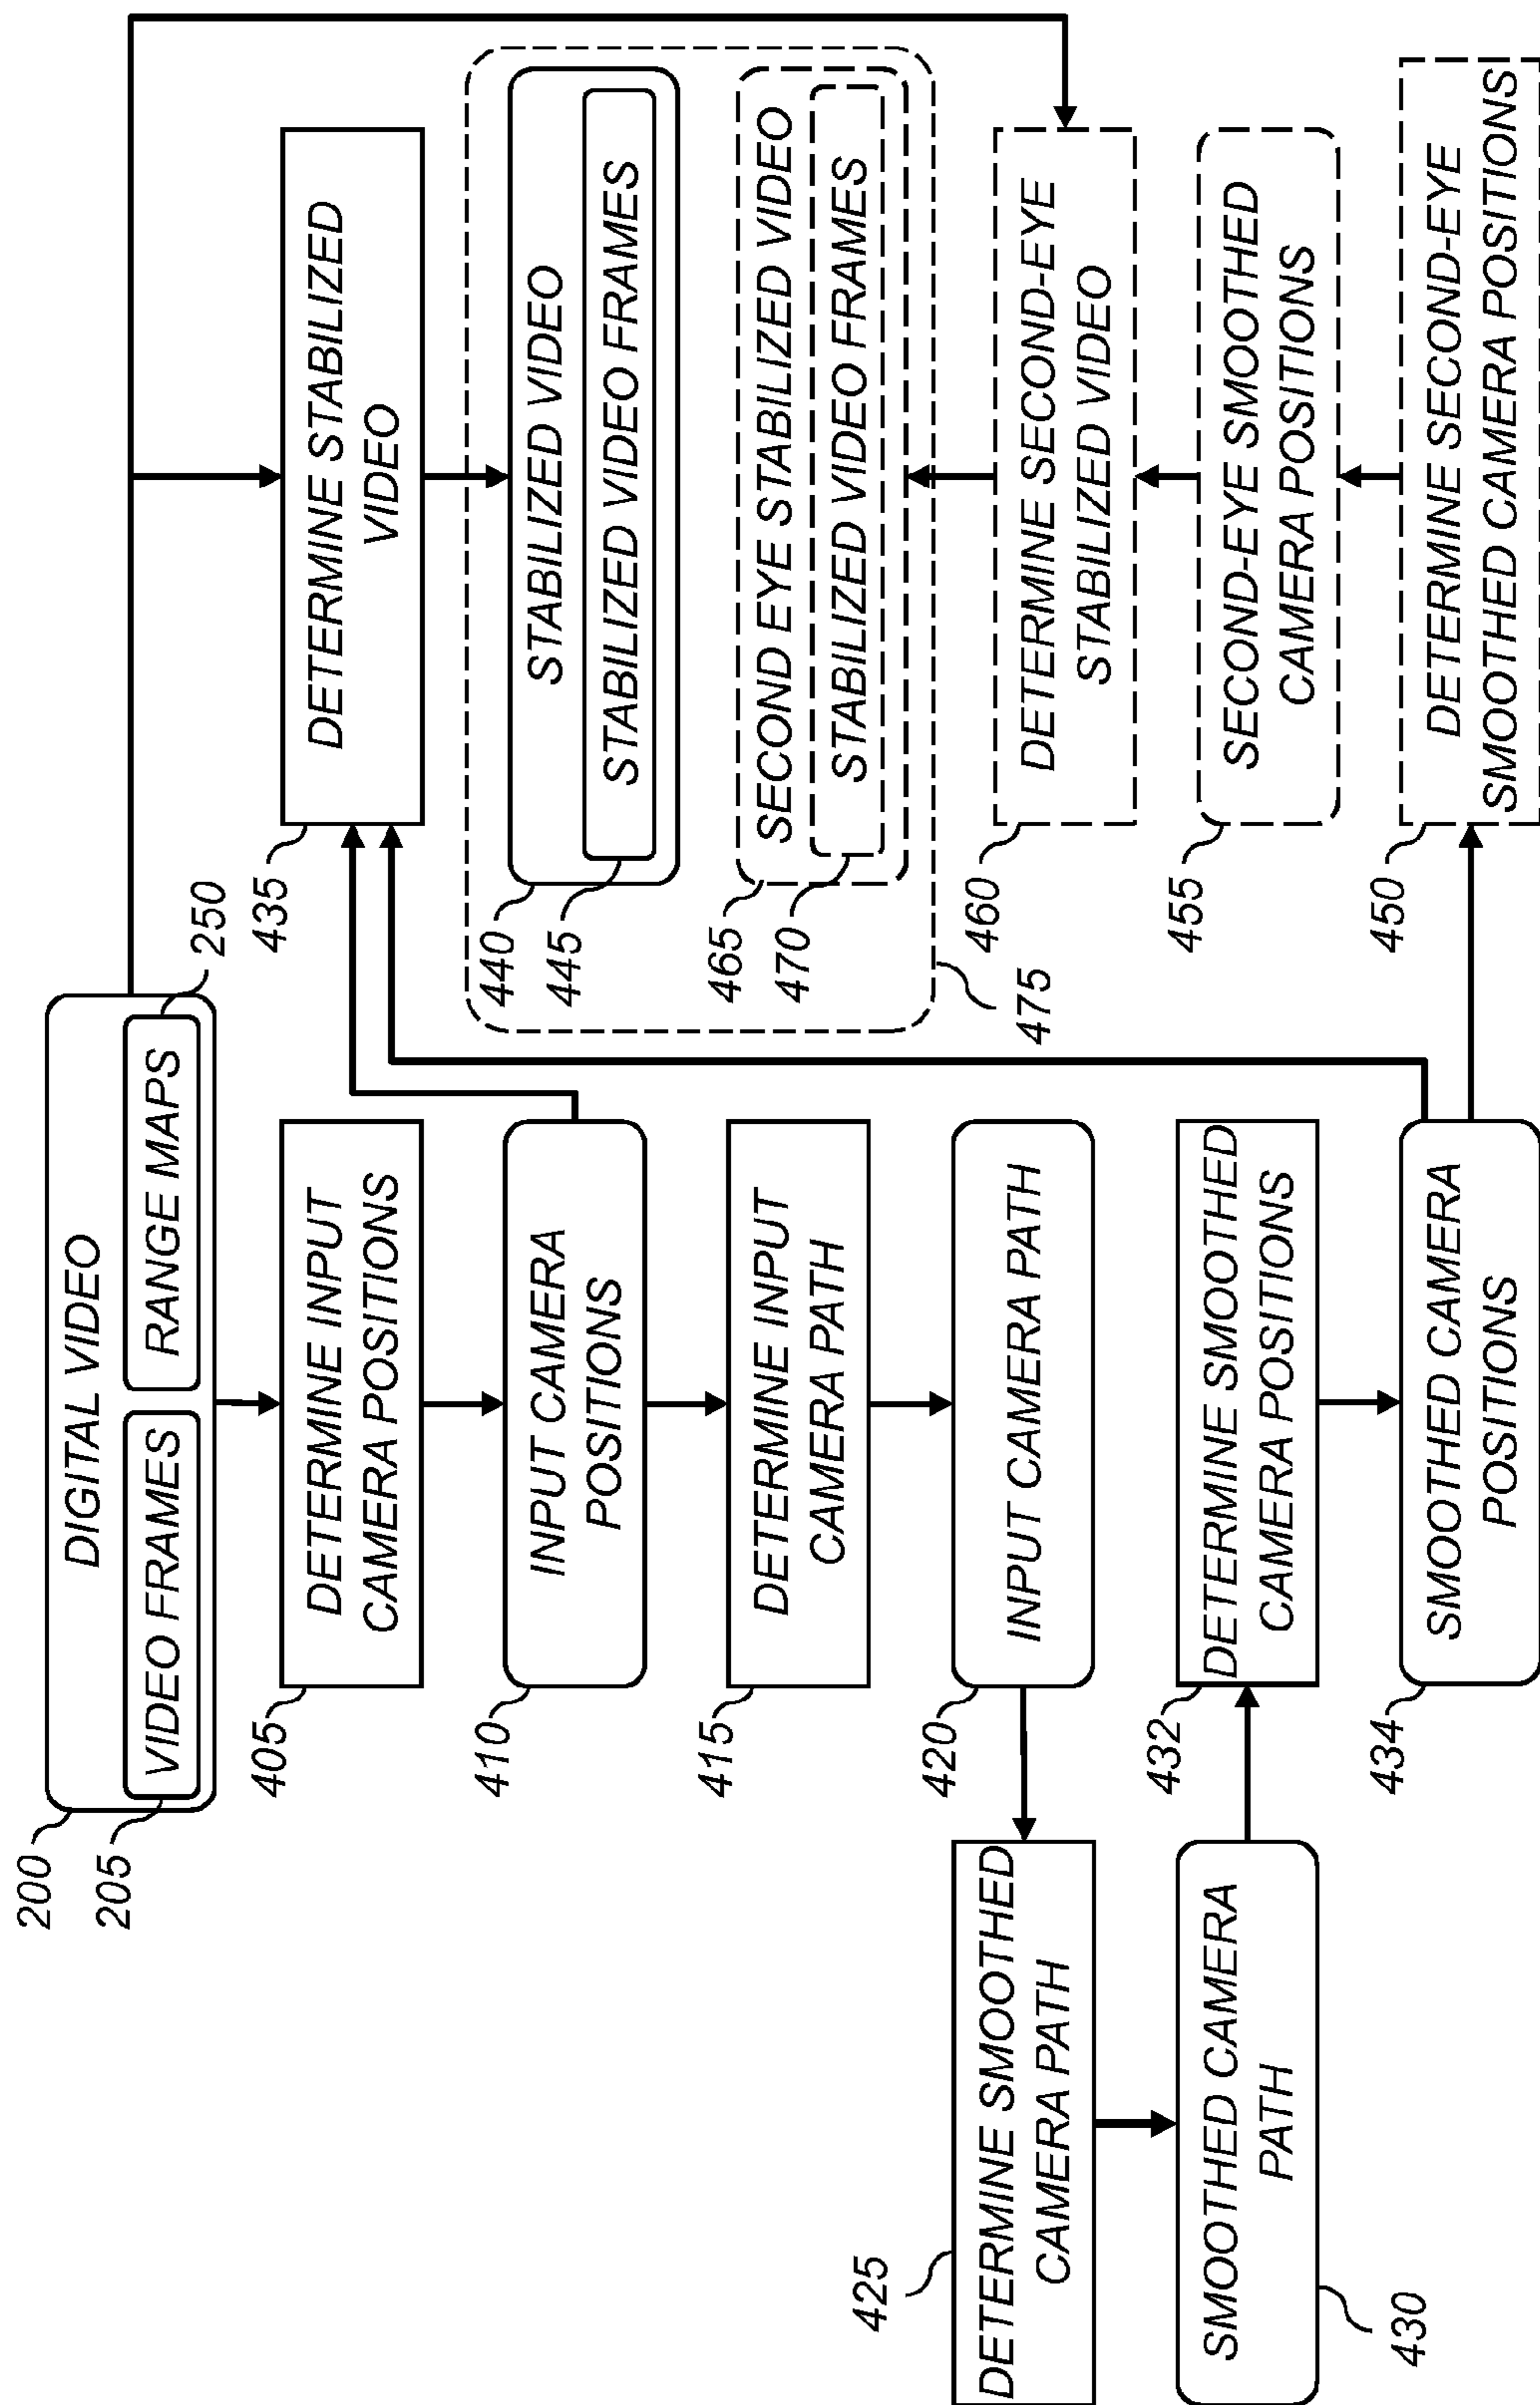 200
DIGITAL VIDEO
205
VIDEO FRAMES
RANGE MAPS
250
405
DETERMINE INPUT
CAMERA POSITIONS
410
INPUT CAMERA
POSITIONS
415
DETERMINE INPUT
CAMERA PATH
420
INPUT CAMERA PATH
425
DETERMINE SMOOTHED
CAMERA PATH
430
SMOOTHED CAMERA
PATH
432
DETERMINE SMOOTHED
CAMERA POSITIONS
434
SMOOTHED CAMERA
POSITIONS
435
DETERMINE STABILIZED
VIDEO
440
STABILIZED VIDEO
445
STABILIZED VIDEO FRAMES
465
SECOND EYE STABILIZED VIDEO
470
STABILIZED VIDEO FRAMES
475
460
DETERMINE SECOND-EYE
STABILIZED VIDEO
455
SECOND-EYE SMOOTHED
CAMERA POSITIONS
450
DETERMINE SECOND-EYE
SMOOTHED CAMERA POSITIONS